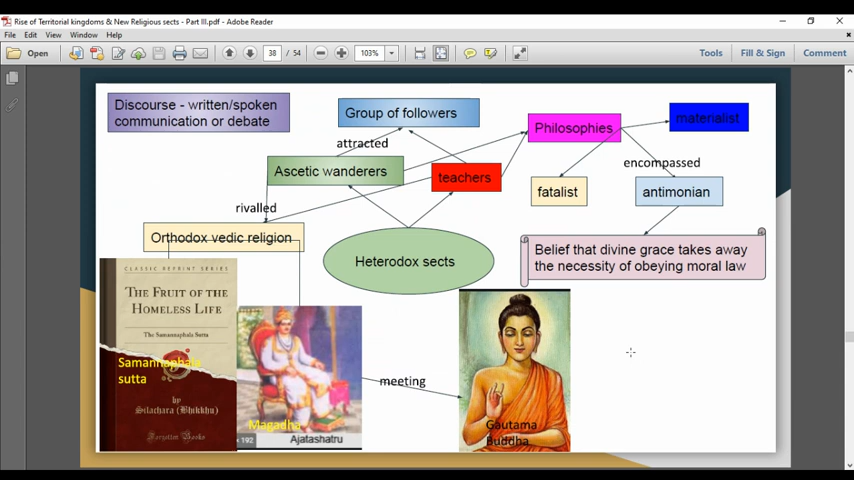 Rise of Territorial kingdoms & New Religious sects - Part III.pdf - Adobe Reader
File Edit View Window Help
Open
38 / 54
103%
Tools
Fill & Sign
Comment
Discourse - written/spoken
communication or debate
Group of followers
Philosophies
materialist
attracted
Ascetic wanderers
teachers
encompassed
fatalist
antimonian
rivalled
Orthodox vedic religion
Heterodox sects
Belief that divine grace takes away
the necessity of obeying moral law
CLASSIC REPRINT SERIES
THE FRUIT OF THE
HOMELESS LIFE
The Samannaphala Sutta
Samannaphala
sutta
by
Silachara (Bhikkhu)
Forgotten Books
Magadha
192
Ajatashatru
meeting
Gautama
Buddha